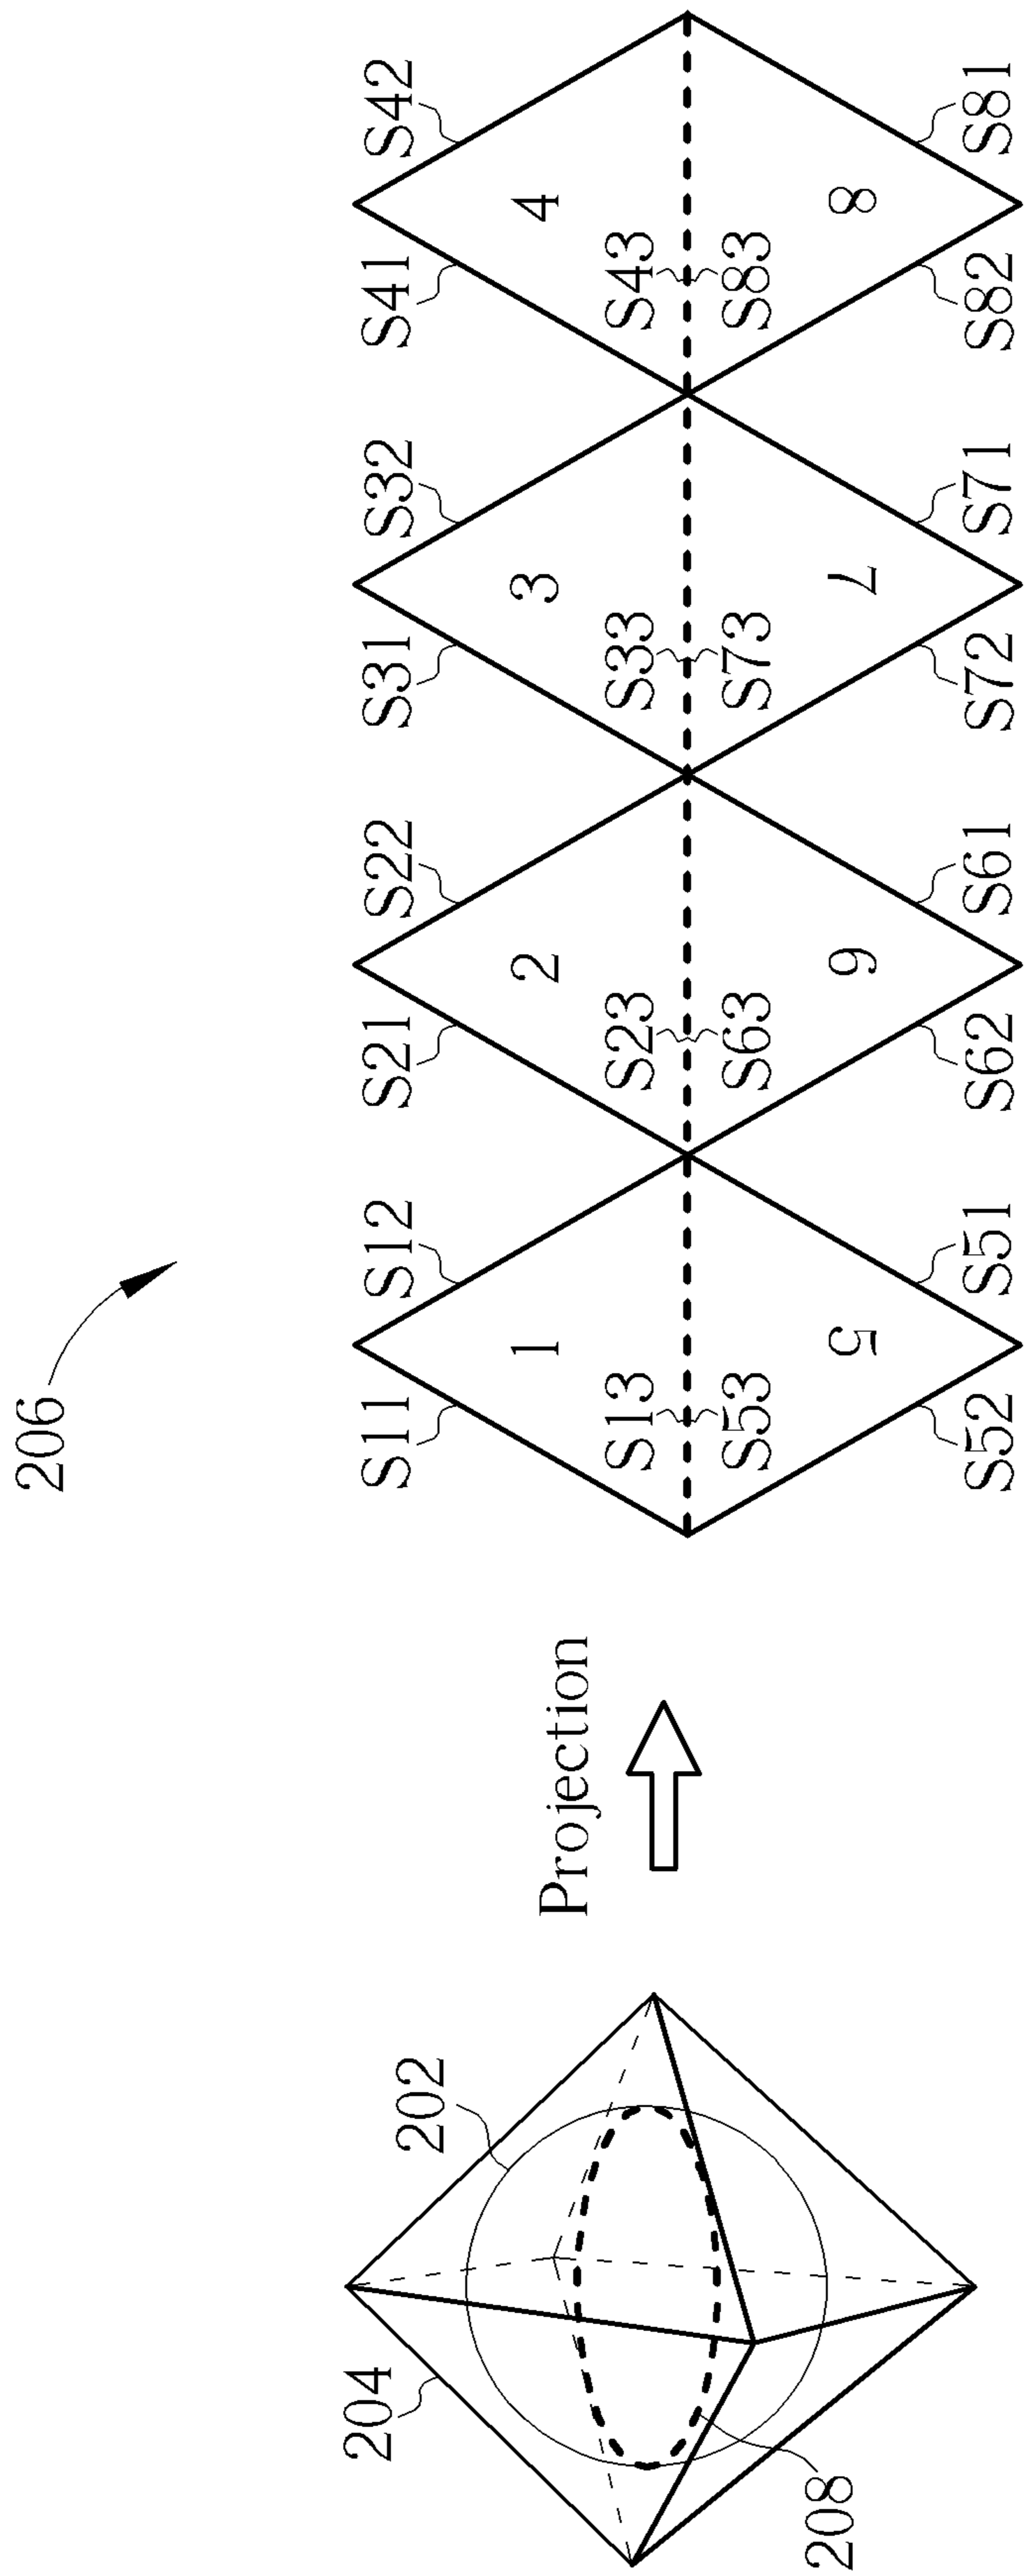 206
S11 S12 S21 S22 S31 S32 S41 S42
1 2 3 4
S13 S23 S33 S43
S53 S63 S73 S83
5 6 7 8
S52 S51 S62 S61 S72 S71 S82 S81
Projection
204 202
208